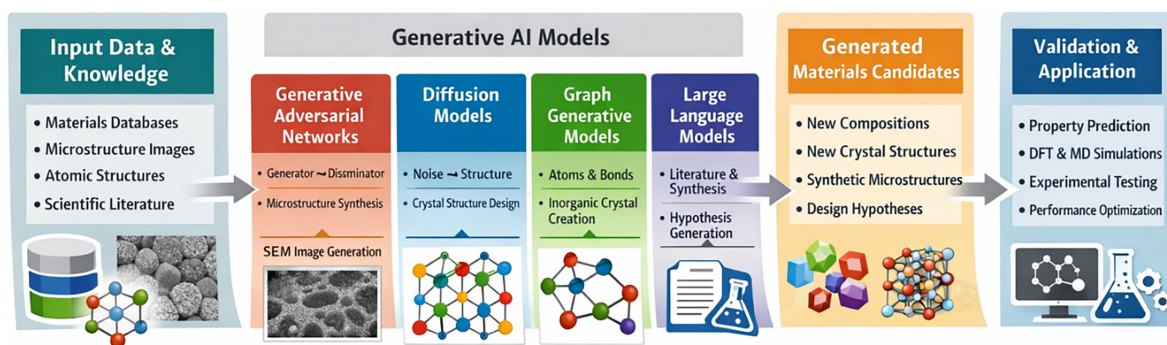 Input Data &
Knowledge
• Materials Databases
• Microstructure Images
• Atomic Structures
• Scientific Literature
Generative AI Models
Generative
Adversarial
Networks
• Generator → Dissminator
• Microstructure Synthesis
SEM Image Generation
Diffusion
Models
• Noise → Structure
• Crystal Structure Design
Graph
Generative
Models
• Atoms & Bonds
• Inorganic Crystal
Creation
Large
Language
Models
• Literature &
Synthesis
• Hypothesis
Generation
Generated
Materials Candidates
• New Compositions
• New Crystal Structures
• Synthetic Microstructures
• Design Hypotheses
Validation &
Application
• Property Prediction
• DFT & MD Simulations
• Experimental Testing
• Performance Optimization